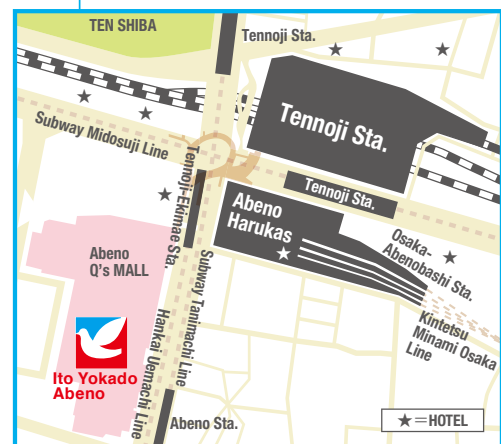 TEN SHIBA
Tennoji Sta.
Tennoji Sta.
Subway Midosuji Line
Tennoji-Ekimae Sta.
Tennoji Sta.
Abeno
Harukas
Osaka-
Abenobashi Sta.
Abeno
Q's MALL
Subway Tanimachi Line
Hankai Uemachi Line
Kintetsu
Minami Osaka
Line
Ito Yokado
Abeno
Abeno Sta.
★=HOTEL